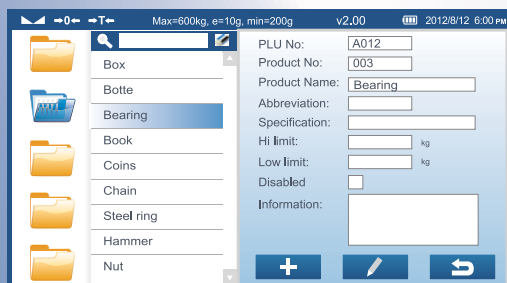 →0← →T← Max=600kg, e=10g, min=200g v2.00 2012/8/12 6:00 PM
Box
Botte
Bearing
Book
Coins
Chain
Steel ring
Hammer
Nut
PLU No: A012
Product No: 003
Product Name: Bearing
Abbreviation:
Specification:
Hi limit: kg
Low limit: kg
Disabled
Information: